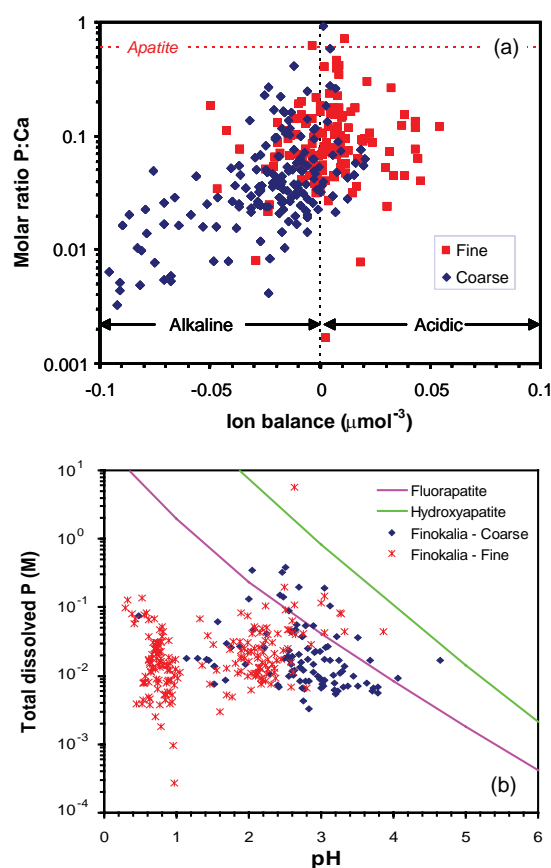 (a)
Apatite
1
0.1
0.01
0.001
Molar ratio P:Ca
Fine
Coarse
Alkaline
Acidic
-0.1
-0.05
0
0.05
0.1
Ion balance (μmol⁻³)
10¹
10⁰
10⁻¹
10⁻²
10⁻³
10⁻⁴
Total dissolved P (M)
Fluorapatite
Hydroxyapatite
Finokalia - Coarse
Finokalia - Fine
(b)
0 1 2 3 4 5 6
pH